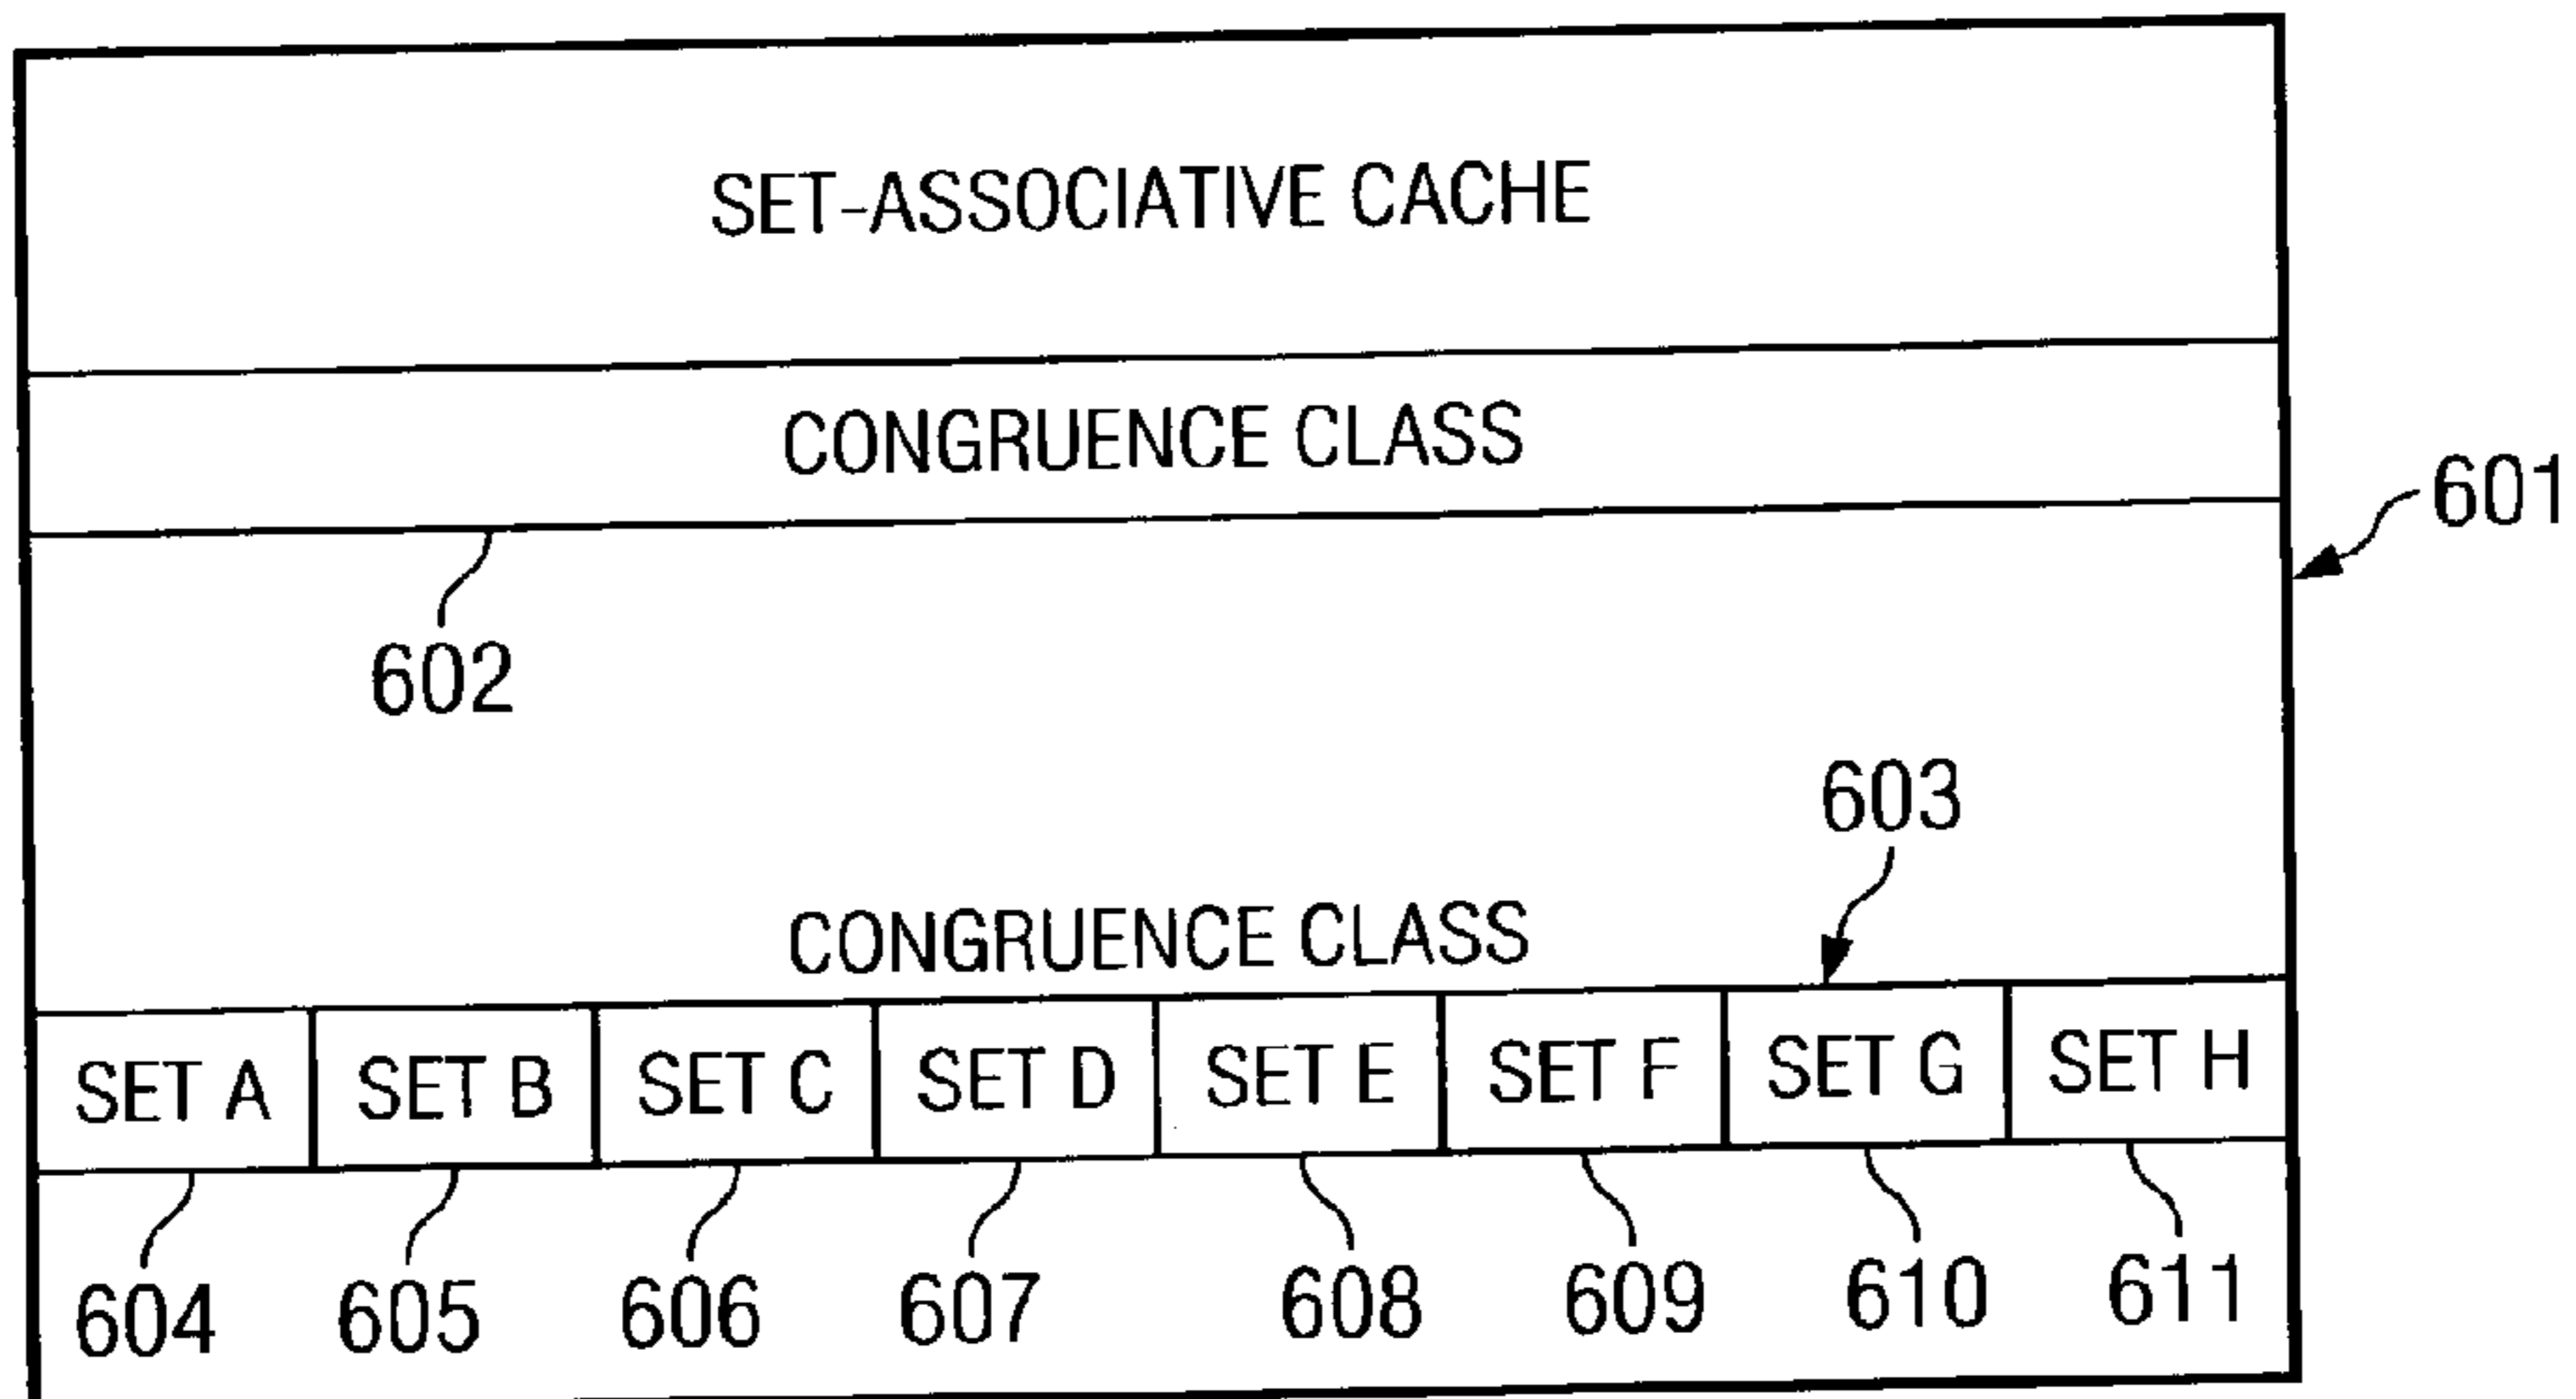 SET-ASSOCIATIVE CACHE
CONGRUENCE CLASS
601
602
603
CONGRUENCE CLASS
SET A SET B SET C SET D SET E SET F SET G SET H
604 605 606 607 608 609 610 611